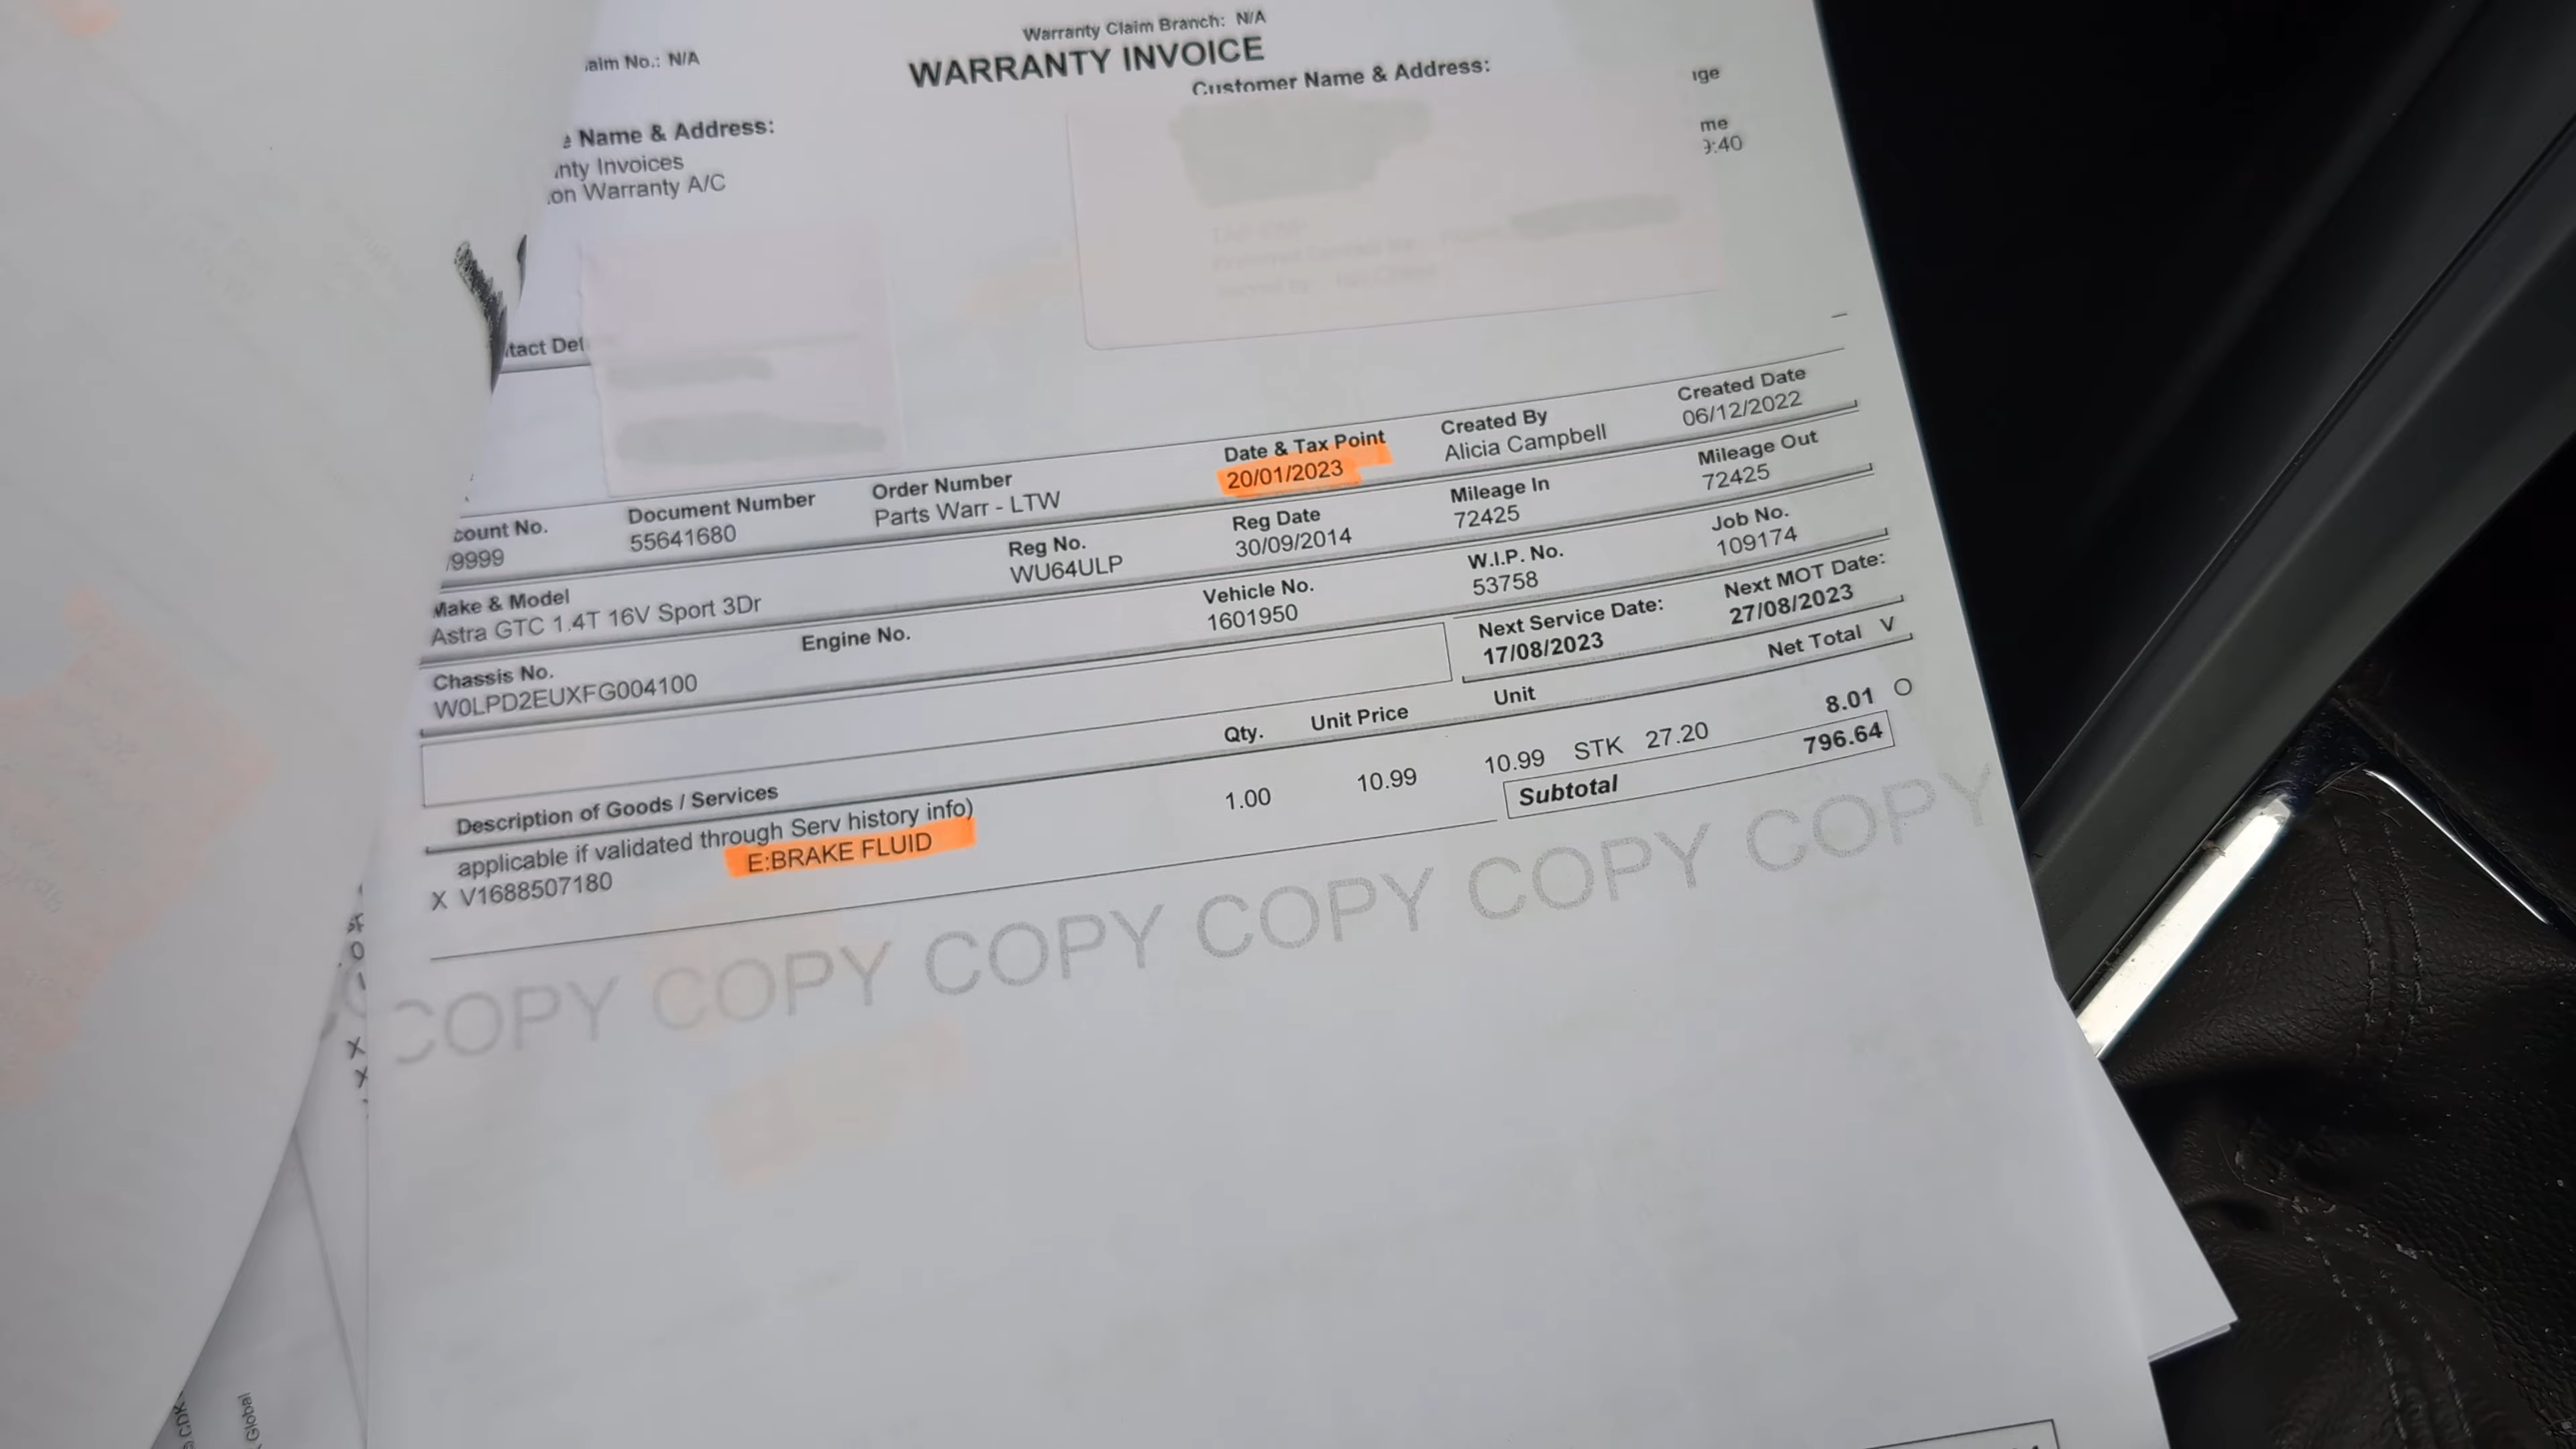 Warranty Claim Branch: N/A
aim No.: N/A
WARRANTY INVOICE
Customer Name & Address:
ge
Name & Address:
nty Invoices
on Warranty A/C
me
:40
tact Det
Date & Tax Point
20/01/2023
Created By
Alicia Campbell
Created Date
06/12/2022
count No.
/9999
Document Number
55641680
Order Number
Parts Warr - LTW
Reg No.
WU64ULP
Reg Date
30/09/2014
Mileage In
72425
Mileage Out
72425
Make & Model
Astra GTC 1.4T 16V Sport 3Dr
Engine No.
Vehicle No.
1601950
W.I.P. No.
53758
Job No.
109174
Chassis No.
W0LPD2EUXFG004100
Next Service Date:
17/08/2023
Next MOT Date:
27/08/2023
Description of Goods / Services
Qty.
Unit Price
Unit
Net Total V
applicable if validated through Serv history info)
X V1688507180 E:BRAKE FLUID 1.00 10.99 10.99 STK 27.20 8.01 O
Subtotal 796.64
COPY COPY COPY COPY COPY COPY
X
X
CDK
Global